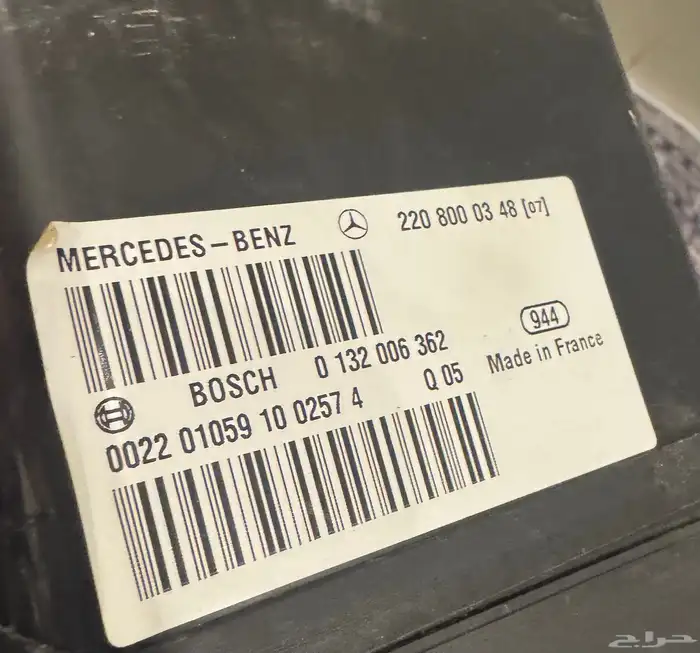 MERCEDES-BENZ 220 800 03 48 [07]
BOSCH 0 132 006 362
944
0022 01059 10 0257 4 Q 05
Made in France
حراج